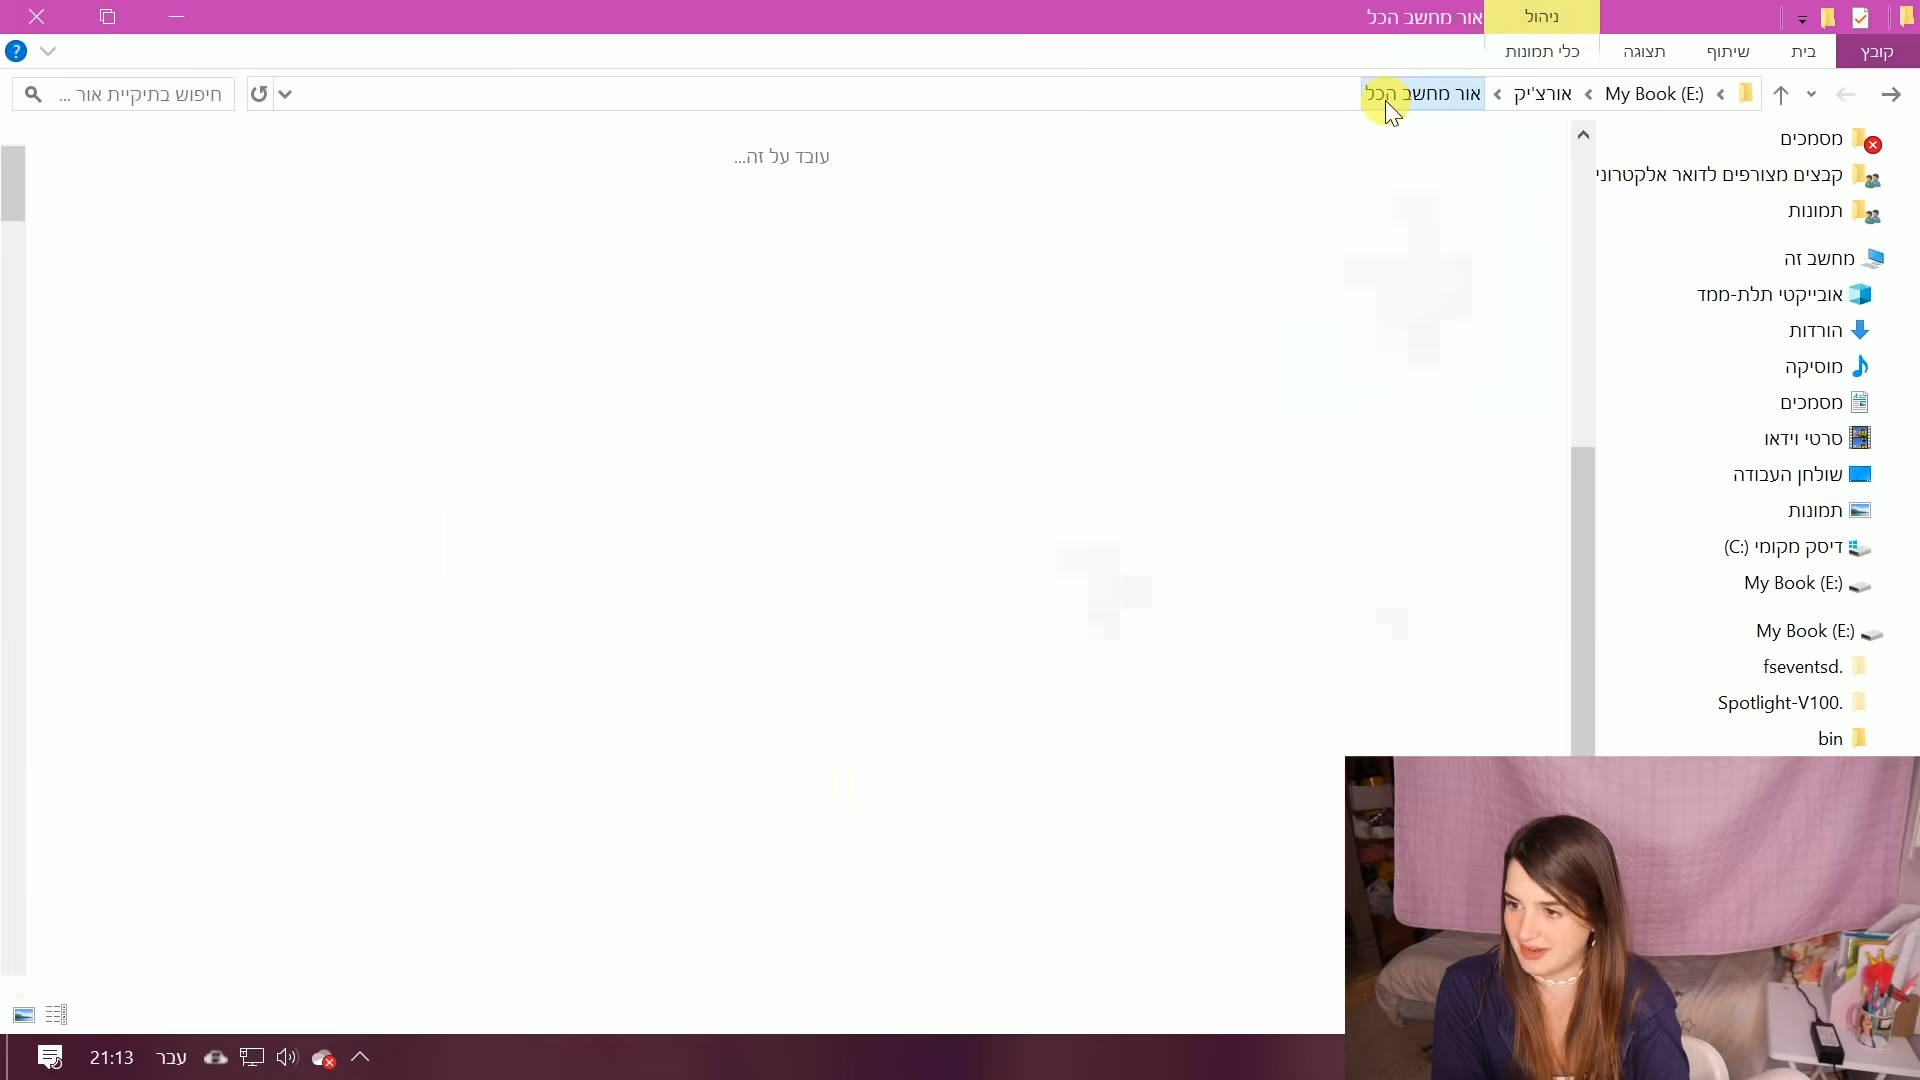 אור מחשב הכל
ניהול
קובץ
בית
שיתוף
תצוגה
כלי תמונות
?
My Book (E:)
אורצ'יק
אור מחשב הכל
חיפוש בתיקיית אור ...
עובד על זה...
מסמכים
קבצים מצורפים לדואר אלקטרוני
תמונות
מחשב זה
אובייקטי תלת-ממד
הורדות
מוסיקה
מסמכים
סרטי וידאו
שולחן העבודה
תמונות
דיסק מקומי (C:)
My Book (E:)
My Book (E:)
fseventsd.
Spotlight-V100.
bin
עבר
21:13